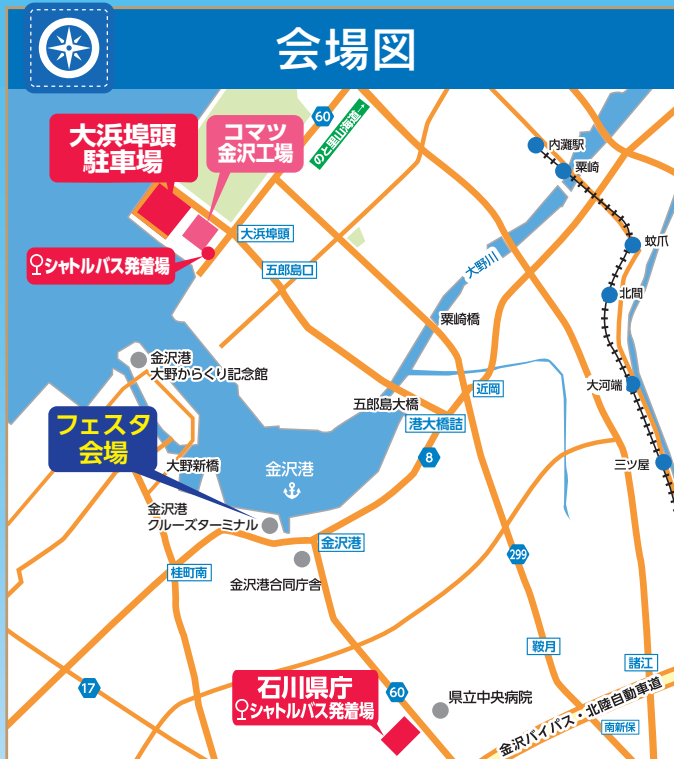 会場図
60
のと里山海道→
大浜埠頭
駐車場
コマツ
金沢工場
内灘駅
粟崎
大浜埠頭
蚊爪
シャトルバス発着場
五郎島口
大野川
北間
粟崎橋
金沢港
大野からくり記念館
大河端
近岡
五郎島大橋
港大橋詰
フェスタ
会場
8
大野新橋
金沢港
三ツ屋
金沢港
クルーズターミナル
金沢港
299
桂町南
金沢港合同庁舎
鞍月
諸江
石川県庁
シャトルバス発着場
17
60
県立中央病院
金沢バイパス・北陸自動車道
南新保